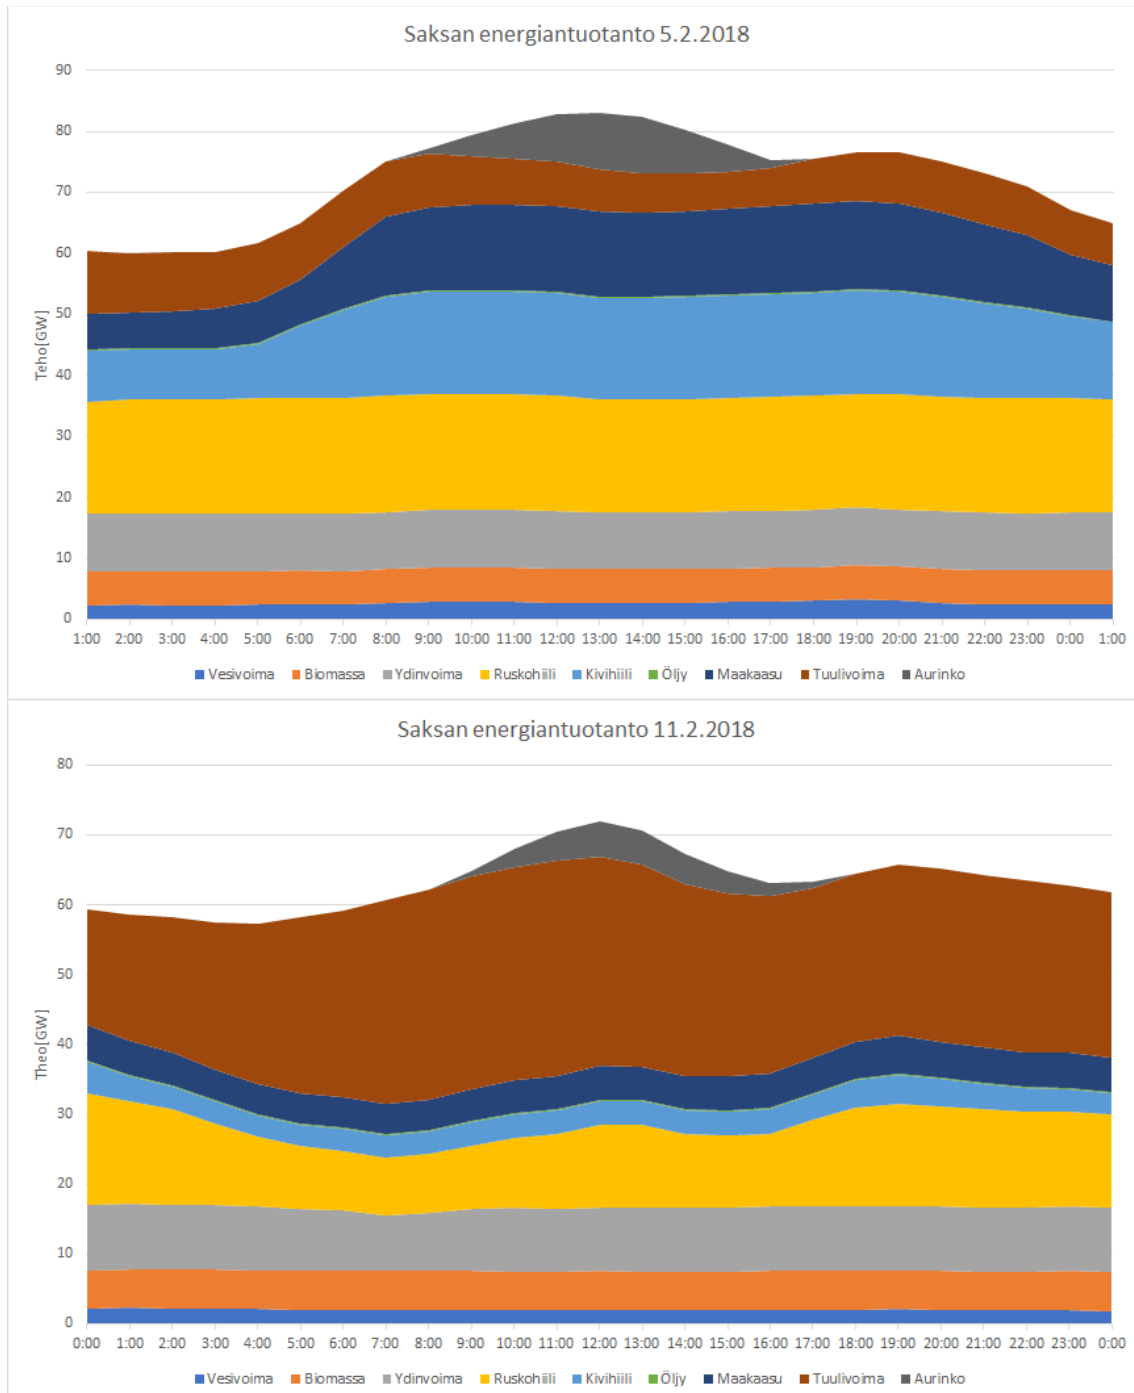 Saksan energiantuotanto 5.2.2018
90
80
70
60
50
40
30
20
10
0
Teho[GW]
1:00 2:00 3:00 4:00 5:00 6:00 7:00 8:00 9:00 10:00 11:00 12:00 13:00 14:00 15:00 16:00 17:00 18:00 19:00 20:00 21:00 22:00 23:00 0:00 1:00
Vesivoima Biomassa Ydinvoima Ruskohiili Kivihiili Öljy Maakaasu Tuulivoima Aurinko
Saksan energiantuotanto 11.2.2018
80
70
60
50
40
30
20
10
0
Theo[GW]
0:00 1:00 2:00 3:00 4:00 5:00 6:00 7:00 8:00 9:00 10:00 11:00 12:00 13:00 14:00 15:00 16:00 17:00 18:00 19:00 20:00 21:00 22:00 23:00 0:00
Vesivoima Biomassa Ydinvoima Ruskohiili Kivihiili Öljy Maakaasu Tuulivoima Aurinko